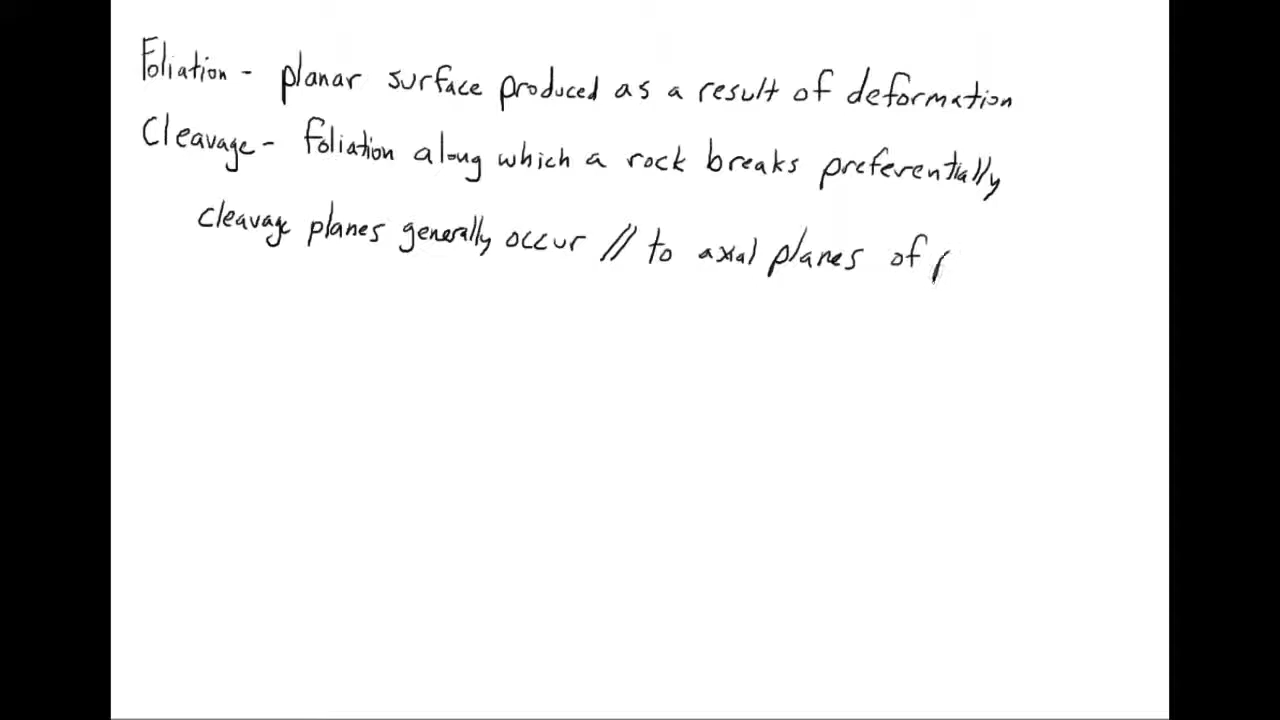 Foliation - planar surface produced as a result of deformation
Cleavage - foliation along which a rock breaks preferentially
cleavage planes generally occur // to axial planes of